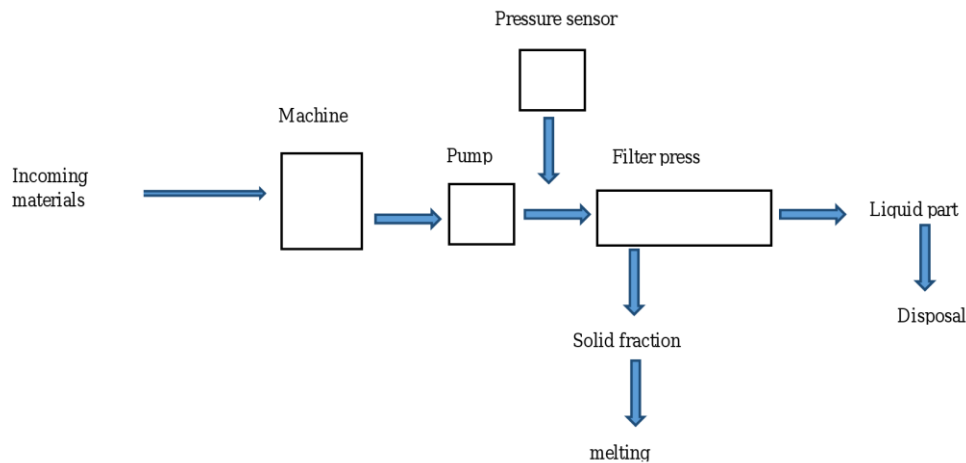 Pressure sensor
Machine
Pump
Filter press
Incoming
materials
Liquid part
Disposal
Solid fraction
melting